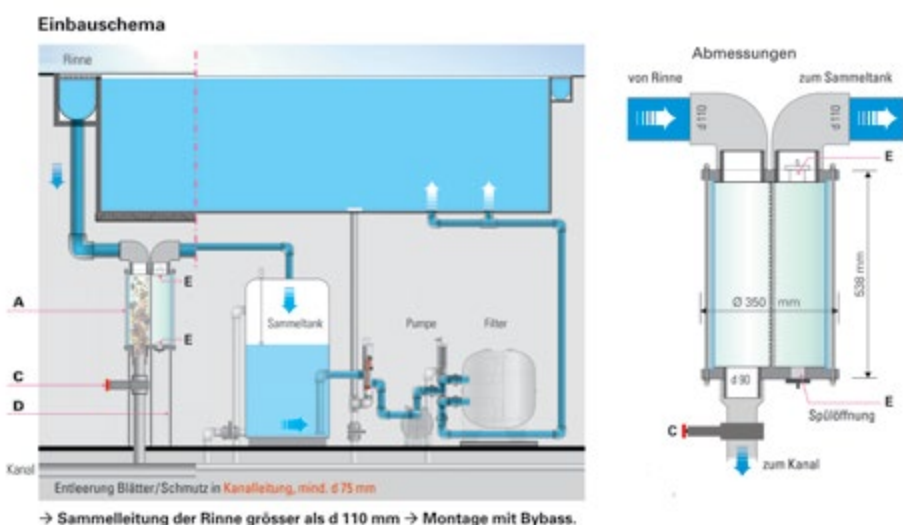 Einbauschema
Rinne
A
E
E
C
D
Sammeltank
Pumpe
Filter
Kanal
Entleerung Blätter/Schmutz in Kanalleitung, mind. d 75 mm
→ Sammelleitung der Rinne grösser als d 110 mm → Montage mit Bybass.
Abmessungen
von Rinne
zum Sammeltank
d 110
d 110
E
538 mm
Ø 350 mm
d 90
E
Spülöffnung
C
zum Kanal